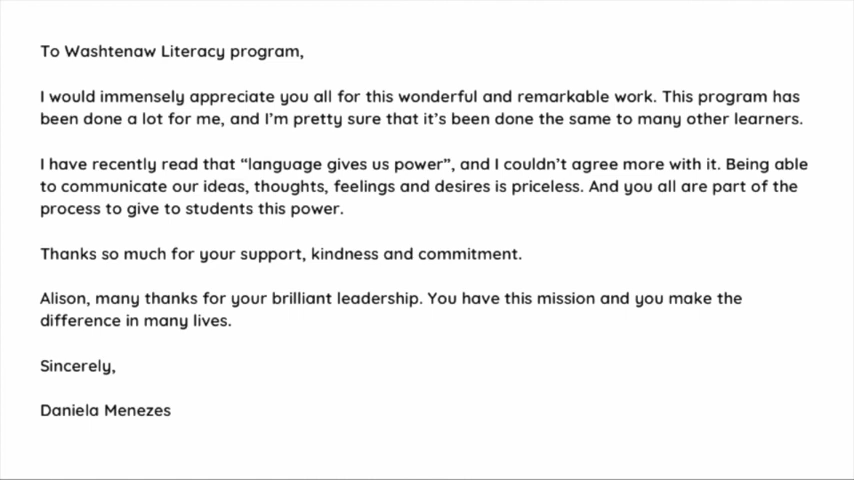 To Washtenaw Literacy program,
I would immensely appreciate you all for this wonderful and remarkable work. This program has
been done a lot for me, and I'm pretty sure that it's been done the same to many other learners.
I have recently read that “language gives us power”, and I couldn't agree more with it. Being able
to communicate our ideas, thoughts, feelings and desires is priceless. And you all are part of the
process to give to students this power.
Thanks so much for your support, kindness and commitment.
Alison, many thanks for your brilliant leadership. You have this mission and you make the
difference in many lives.
Sincerely,
Daniela Menezes